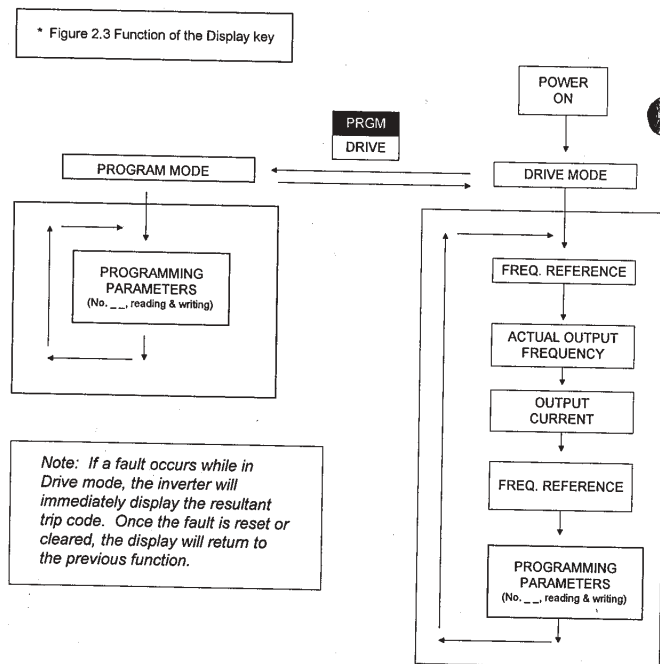 * Figure 2.3 Function of the Display key
POWER
ON
PRGM
DRIVE
PROGRAM MODE
DRIVE MODE
PROGRAMMING
PARAMETERS
(No. _ _, reading & writing)
FREQ. REFERENCE
ACTUAL OUTPUT
FREQUENCY
OUTPUT
CURRENT
FREQ. REFERENCE
PROGRAMMING
PARAMETERS
(No. _ _, reading & writing)
Note: If a fault occurs while in
Drive mode, the inverter will
immediately display the resultant
trip code. Once the fault is reset or
cleared, the display will return to
the previous function.